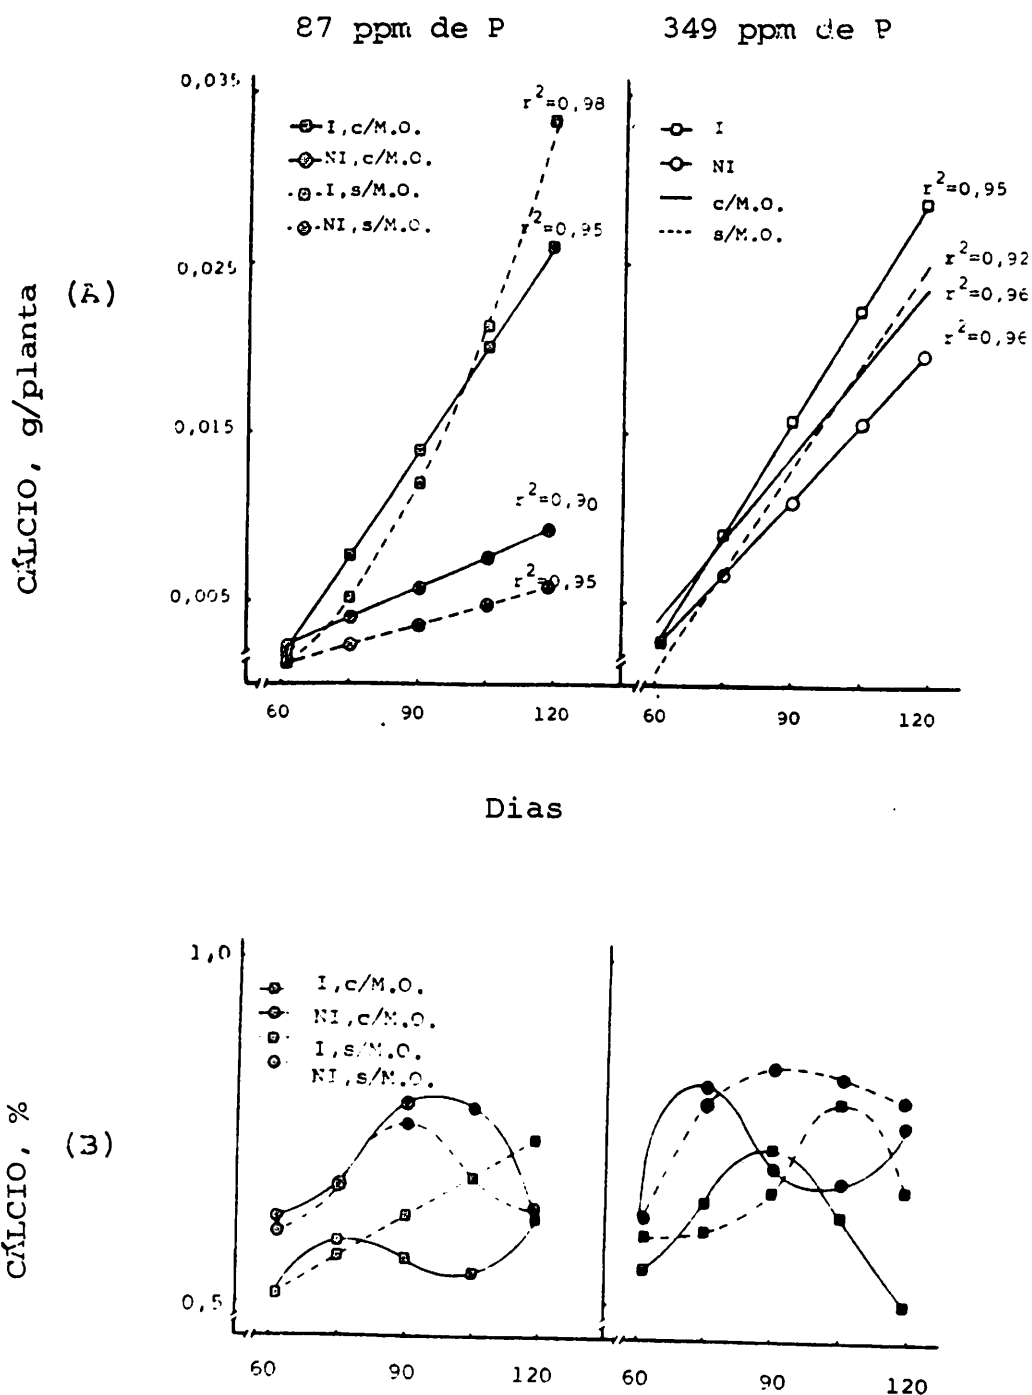 87 ppm de P
349 ppm de P
0,035
r²=0,98
I,c/M.O.
NI,c/M.O.
I,s/M.O.
NI,s/M.O.
r²=0,95
0,025
0,015
r²=0,90
0,005
r²=0,95
60
90
120
I
NI
c/M.O.
s/M.O.
r²=0,95
r²=0,92
r²=0,96
r²=0,96
60
90
120
CÁLCIO, g/planta
(A)
Dias
1,0
I,c/M.O.
NI,c/M.O.
I,s/M.O.
NI,s/M.O.
0,5
60
90
120
60
90
120
CÁLCIO, %
(B)